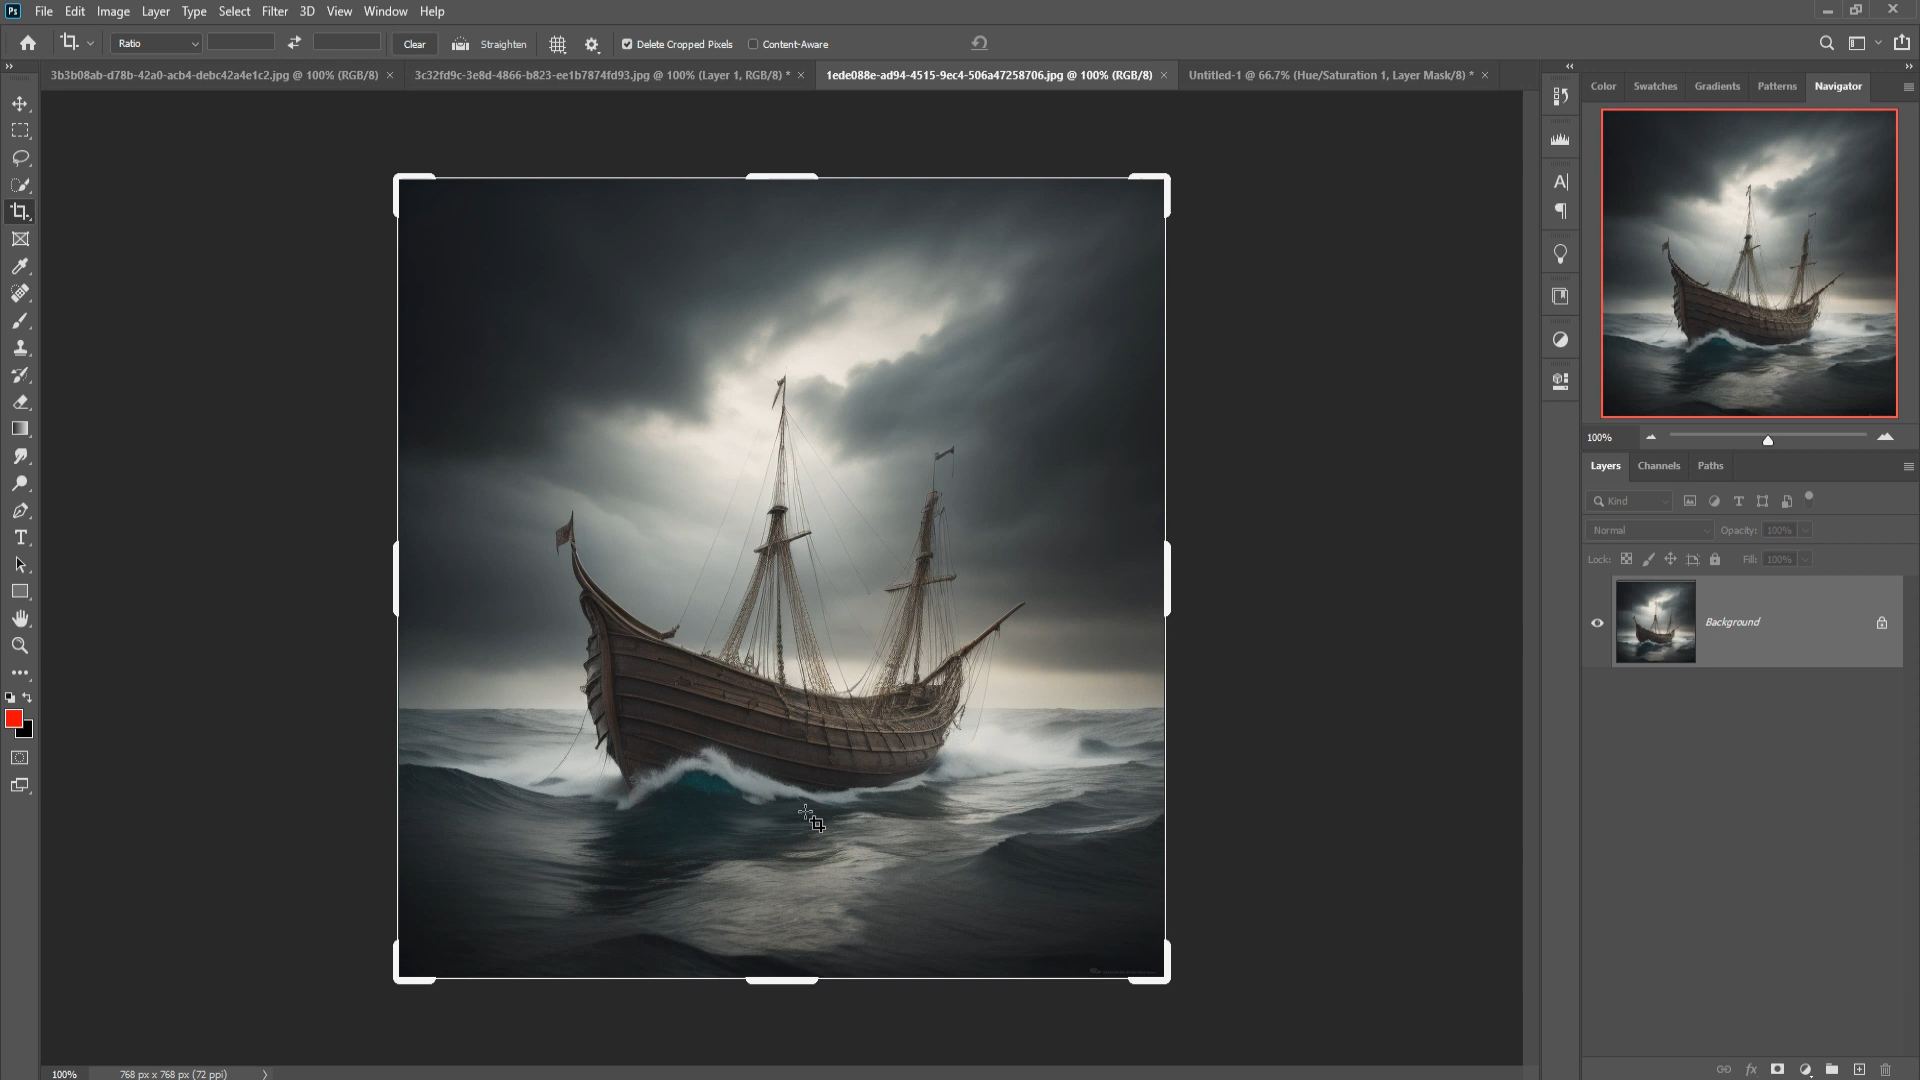 Ps File Edit Image Layer Type Select Filter 3D View Window Help
Ratio Clear Straighten Delete Cropped Pixels Content-Aware
3b3b08ab-d78b-42a0-acb4-debc42a4e1c2.jpg @ 100% (RGB/8) × 3c32fd9c-3e8d-4866-b823-ee1b7874fd93.jpg @ 100% (Layer 1, RGB/8) * × 1ede088e-ad94-4515-9ec4-506a47258706.jpg @ 100% (RGB/8) × Untitled-1 @ 66.7% (Hue/Saturation 1, Layer Mask/8) * ×
Color Swatches Gradients Patterns Navigator
100%
Layers Channels Paths
Kind
Normal Opacity: 100%
Lock: Fill: 100%
Background
100% 768 px x 768 px (72 ppi)